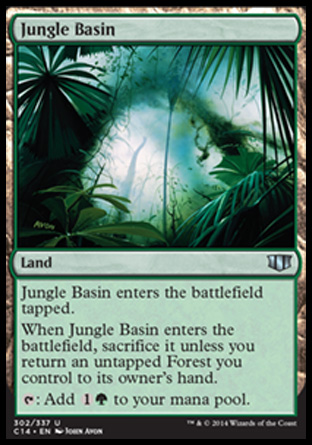 Jungle Basin
AVON
Land
Jungle Basin enters the battlefield
tapped.
When Jungle Basin enters the
battlefield, sacrifice it unless you
return an untapped Forest you
control to its owner's hand.
: Add 1 to your mana pool.
302/337 U
C14 • EN JOHN AVON
™ & © 2014 Wizards of the Coast